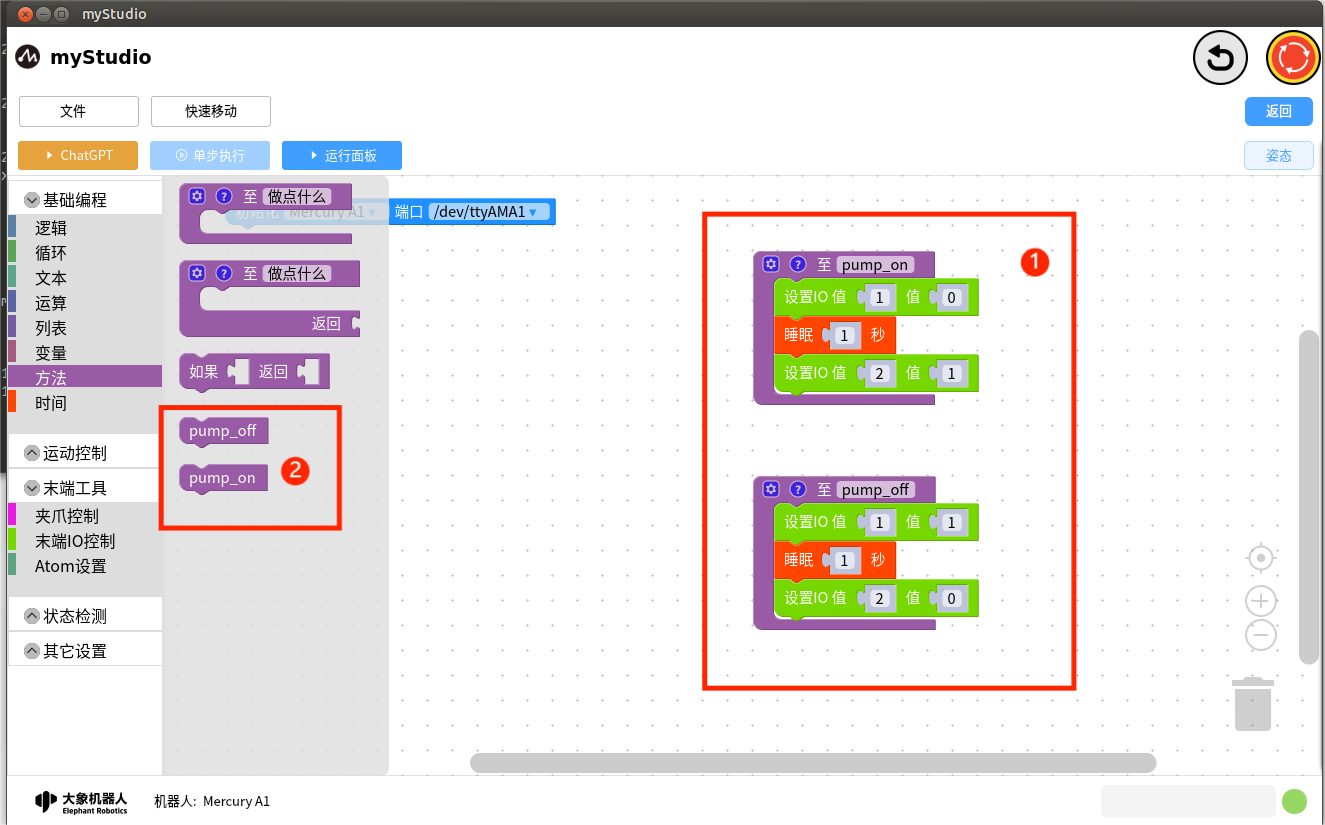 myStudio
myStudio
文件
快速移动
返回
ChatGPT
单步执行
运行面板
姿态
基础编程
逻辑
循环
文本
运算
列表
变量
方法
时间
运动控制
末端工具
夹爪控制
末端IO控制
Atom设置
状态检测
其它设置
? 至 做点什么
初始化 Mercury A1 端口 /dev/ttyAMA1
? 至 做点什么
返回
如果 返回
pump_off
pump_on
2
1
? 至 pump_on
设置IO 值 1 值 0
睡眠 1 秒
设置IO 值 2 值 1
? 至 pump_off
设置IO 值 1 值 1
睡眠 1 秒
设置IO 值 2 值 0
大象机器人
Elephant Robotics
机器人: Mercury A1